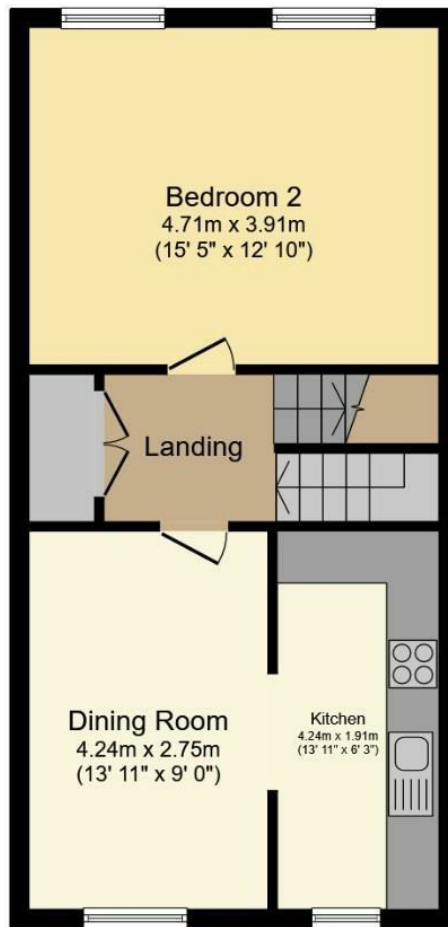 Bedroom 2
4.71m x 3.91m
(15' 5" x 12' 10")
Landing
Dining Room
4.24m x 2.75m
(13' 11" x 9' 0")
Kitchen
4.24m x 1.91m
(13' 11" x 6' 3")